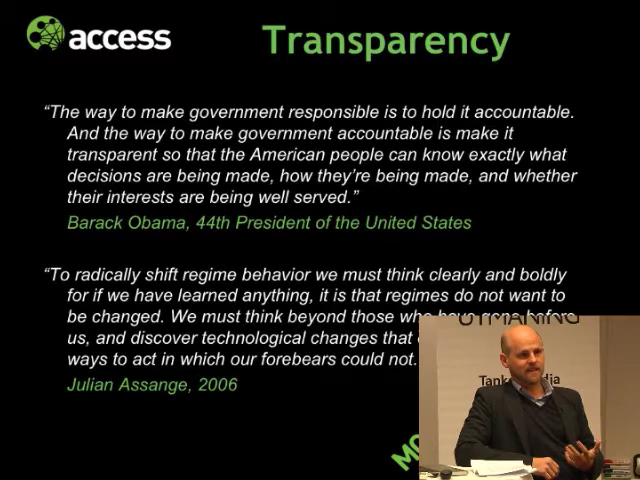 access
Transparency
“The way to make government responsible is to hold it accountable.
And the way to make government accountable is make it
transparent so that the American people can know exactly what
decisions are being made, how they’re being made, and whether
their interests are being well served.”
Barack Obama, 44th President of the United States
“To radically shift regime behavior we must think clearly and boldly
for if we have learned anything, it is that regimes do not want to
be changed. We must think beyond those who have gone before
us, and discover technological changes that
ways to act in which our forebears could not.
Julian Assange, 2006
UTMANING